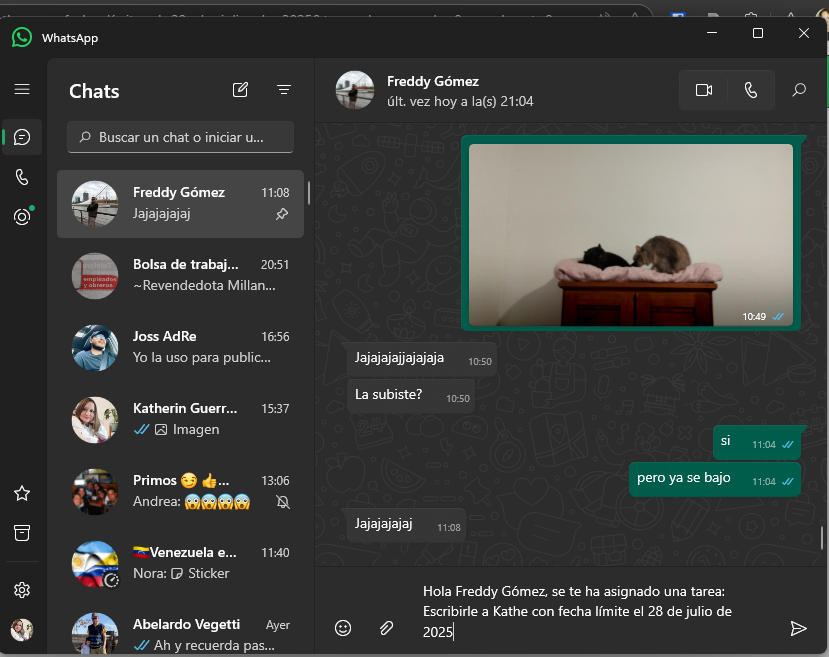 WhatsApp
Chats
Buscar un chat o iniciar u...
Freddy Gómez 11:08
Jajajajajaj
Bolsa de trabaj... 20:51
~Revendedota Millan...
empleados
y obreros
Joss AdRe 16:56
Yo la uso para public...
Katherin Guerr... 15:37
Imagen
Primos 😏 👍... 13:06
Andrea: 😱😱😱😱
🇻🇪Venezuela e... 11:40
Nora: Sticker
Abelardo Vegetti Ayer
Ah y recuerda pas...
Freddy Gómez
últ. vez hoy a la(s) 21:04
10:49
Jajajajajjajajaja 10:50
La subiste? 10:50
si 11:04
pero ya se bajo 11:04
Jajajajajaj 11:08
Hola Freddy Gómez, se te ha asignado una tarea:
Escribirle a Kathe con fecha límite el 28 de julio de
2025